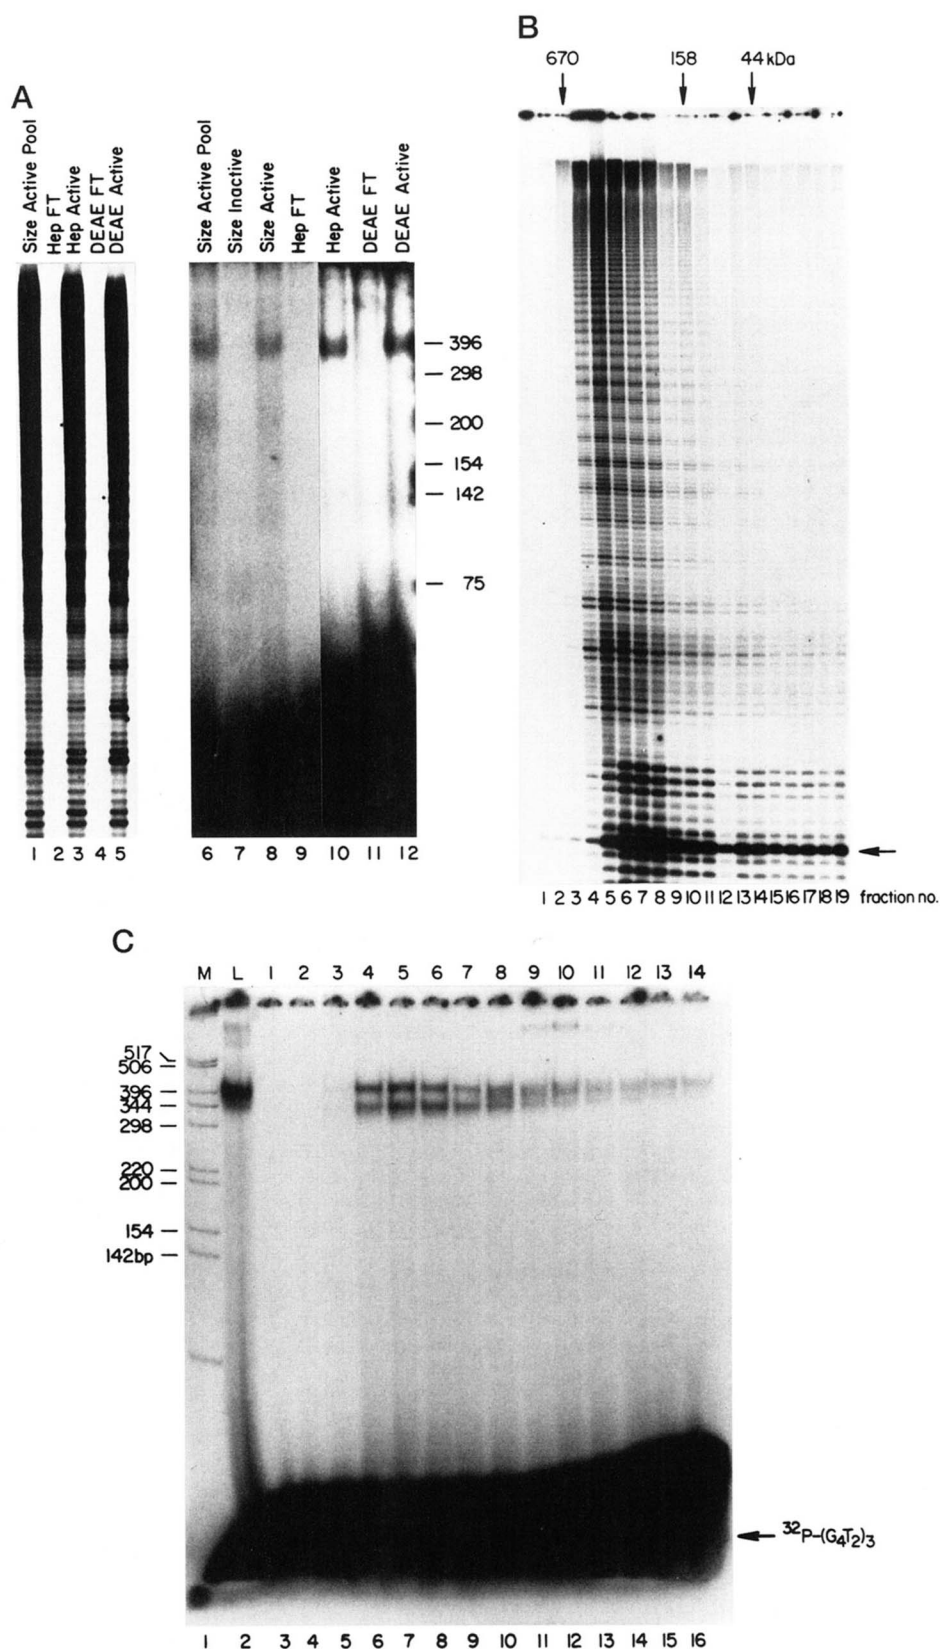 A
Size Active Pool
Hep FT
Hep Active
DEAE FT
DEAE Active
1 2 3 4 5
Size Active Pool
Size Inactive
Size Active
Hep FT
Hep Active
DEAE FT
DEAE Active
396
298
200
154
142
75
6 7 8 9 10 11 12
B
670 158 44 kDa
1 2 3 4 5 6 7 8 9 10 11 12 13 14 15 16 17 18 19 fraction no.
C
M L 1 2 3 4 5 6 7 8 9 10 11 12 13 14
517
506
396
344
298
220
200
154
142bp
³²P-(G₄T₂)₃
1 2 3 4 5 6 7 8 9 10 11 12 13 14 15 16